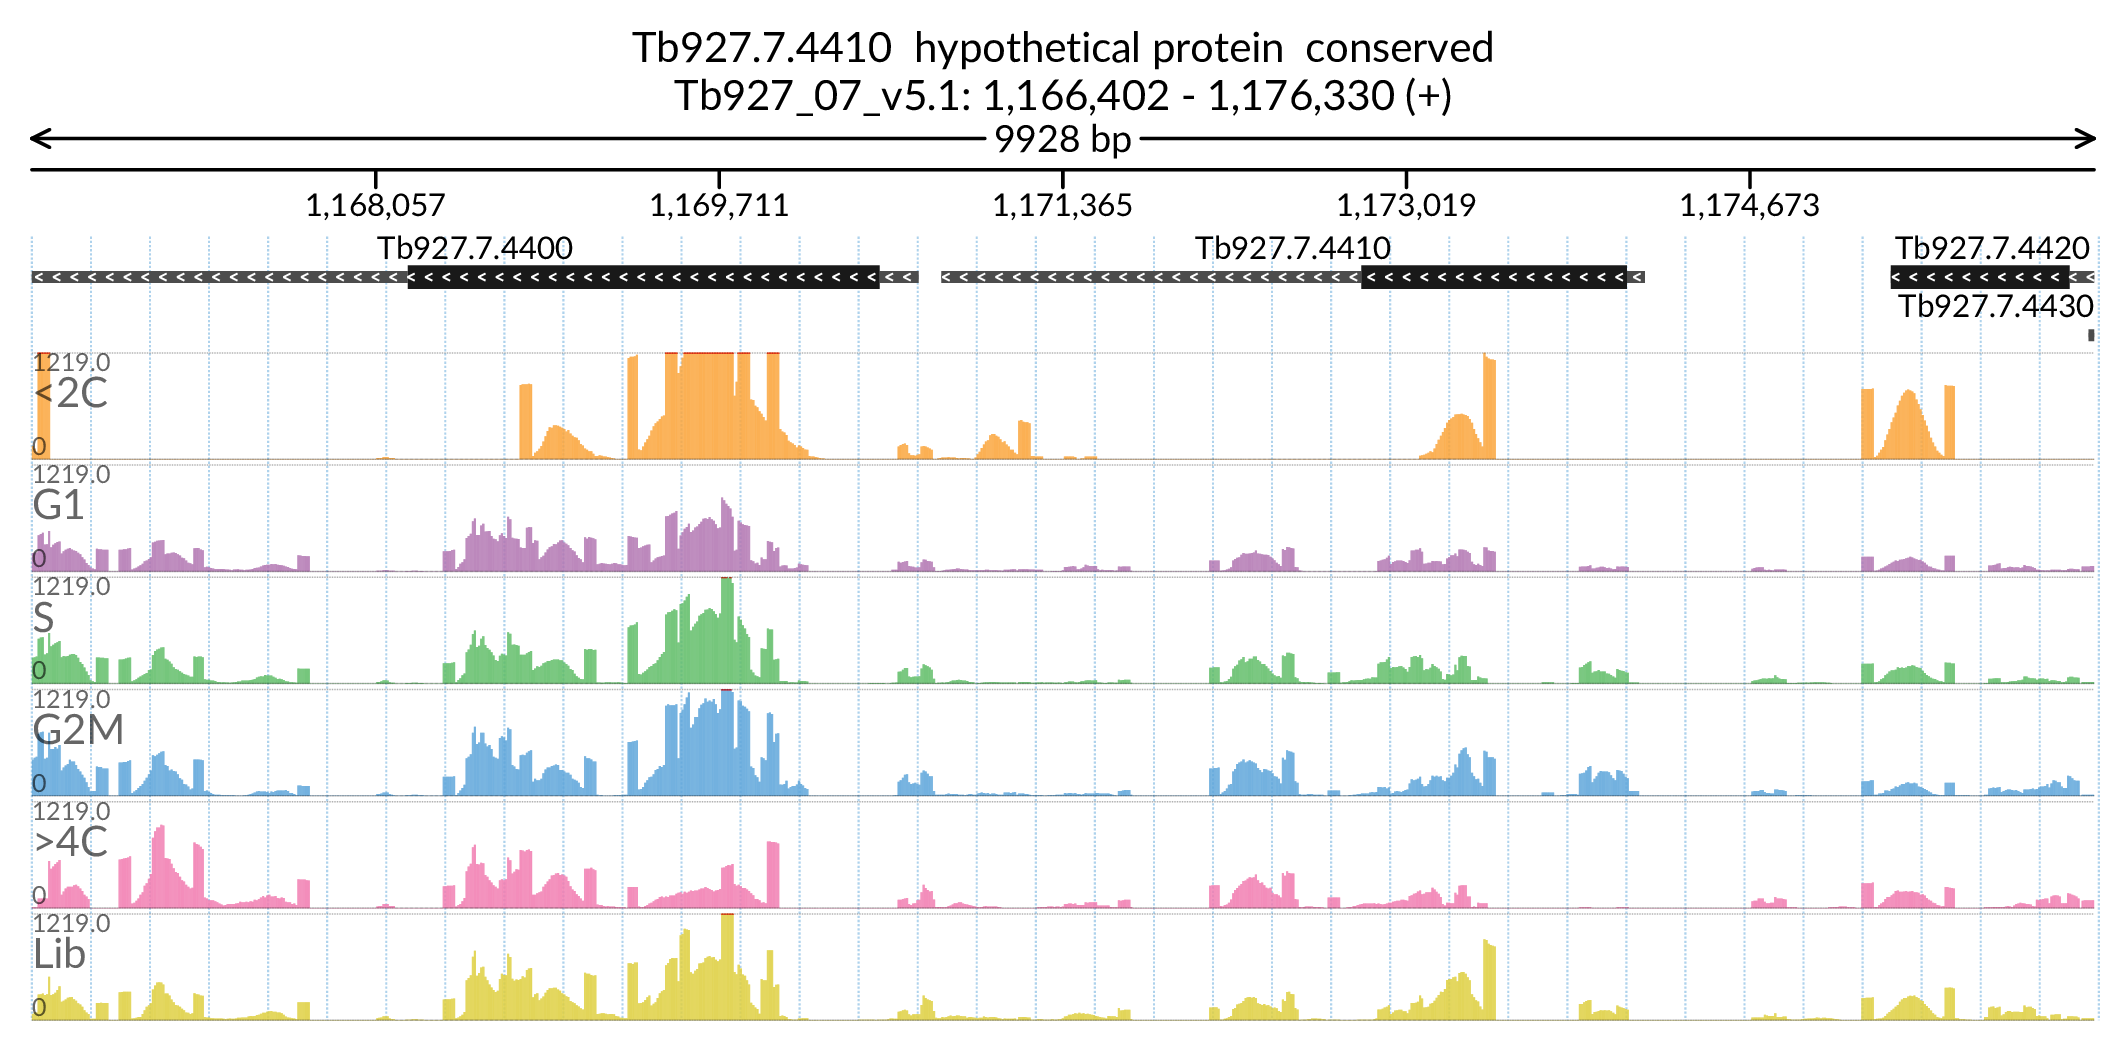 Tb927.7.4410 hypothetical protein conserved
Tb927_07_v5.1: 1,166,402 - 1,176,330 (+)
9928 bp
1,168,057 1,169,711 1,171,365 1,173,019 1,174,673
Tb927.7.4400 Tb927.7.4410 Tb927.7.4420
Tb927.7.4430
1219.0
<2C
0
1219.0
G1
0
1219.0
S
0
1219.0
G2M
0
1219.0
>4C
0
1219.0
Lib
0